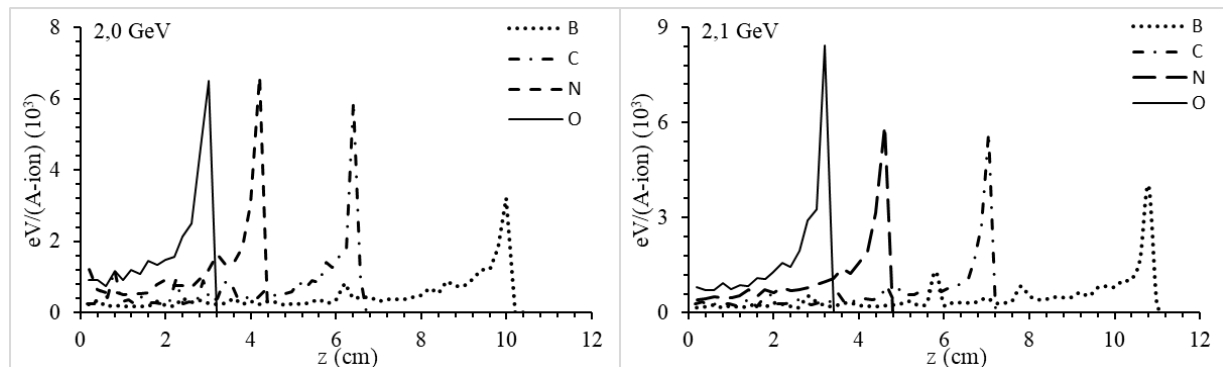 2,0 GeV
B
C
N
O
eV/(A-ion) (10³)
8
6
4
2
0
0 2 4 6 8 10 12
z (cm)
2,1 GeV
B
C
N
O
eV/(A-ion) (10³)
9
6
3
0
0 2 4 6 8 10 12
z (cm)